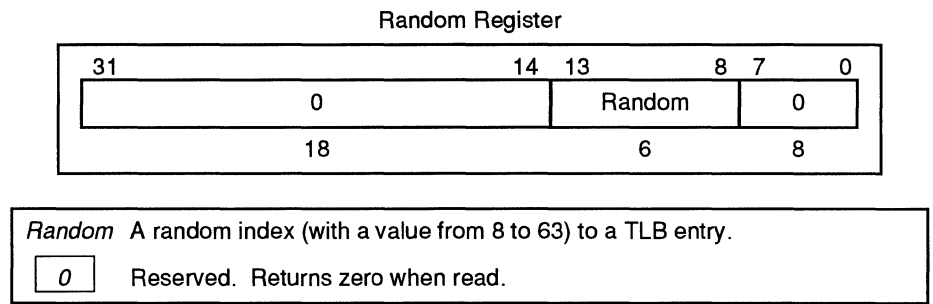 Random Register
31 14 13 8 7 0
0 Random 0
18 6 8
Random A random index (with a value from 8 to 63) to a TLB entry.
0 Reserved. Returns zero when read.